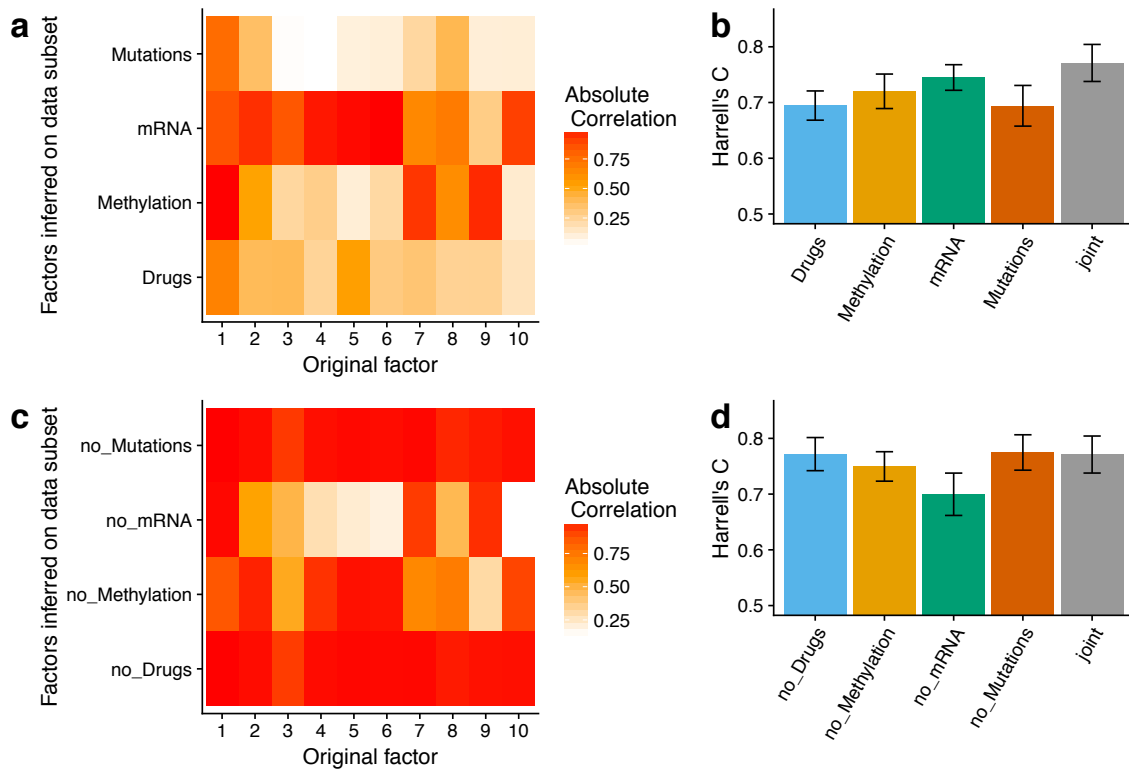 a
Factors inferred on data subset
Mutations
mRNA
Methylation
Drugs
1 2 3 4 5 6 7 8 9 10
Original factor
Absolute
Correlation
0.75
0.50
0.25
b
Harrell's C
0.8
0.7
0.6
0.5
Drugs
Methylation
mRNA
Mutations
joint
c
Factors inferred on data subset
no_Mutations
no_mRNA
no_Methylation
no_Drugs
1 2 3 4 5 6 7 8 9 10
Original factor
Absolute
Correlation
0.75
0.50
0.25
d
Harrell's C
0.8
0.7
0.6
0.5
no_Drugs
no_Methylation
no_mRNA
no_Mutations
joint